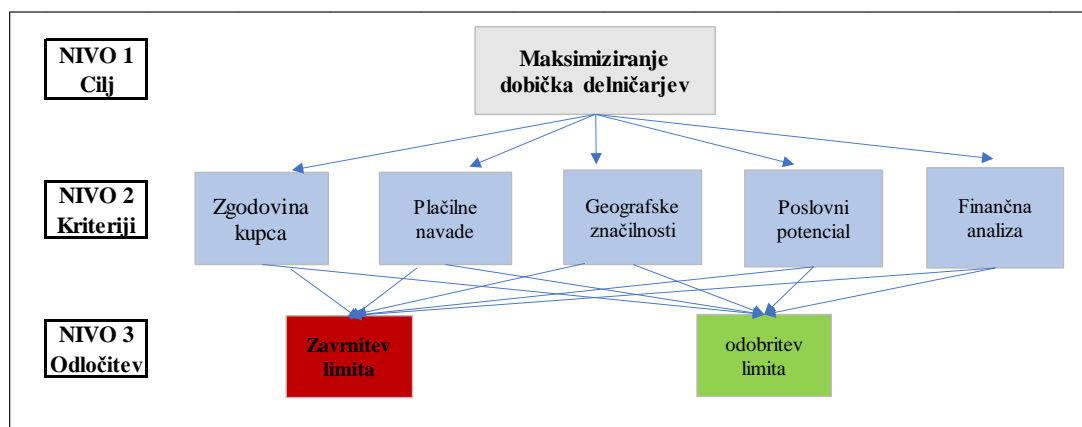 NIVO 1
Cilj
Maksimiziranje
dobička delničarjev
NIVO 2
Kriteriji
Zgodovina
kupca
Plačilne
navade
Geografske
značilnosti
Poslovni
potencial
Finančna
analiza
NIVO 3
Odločitev
Zavrnitev
limita
odobritev
limita